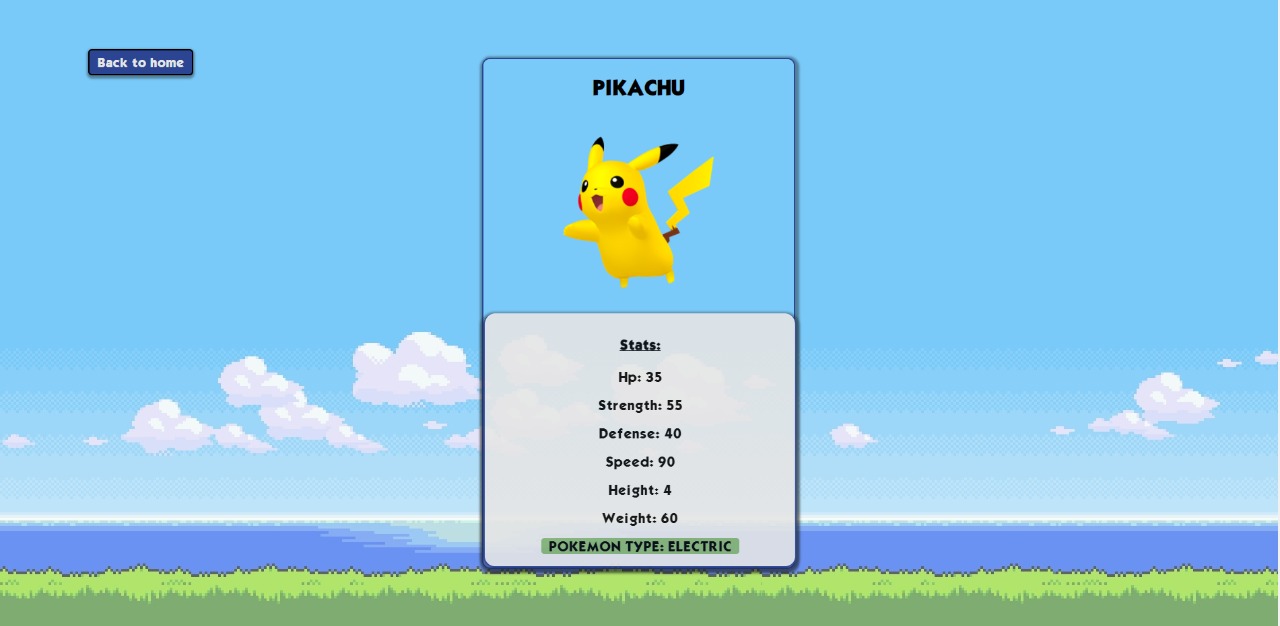 Back to home
PIKACHU
Stats:
Hp: 35
Strength: 55
Defense: 40
Speed: 90
Height: 4
Weight: 60
POKEMON TYPE: ELECTRIC